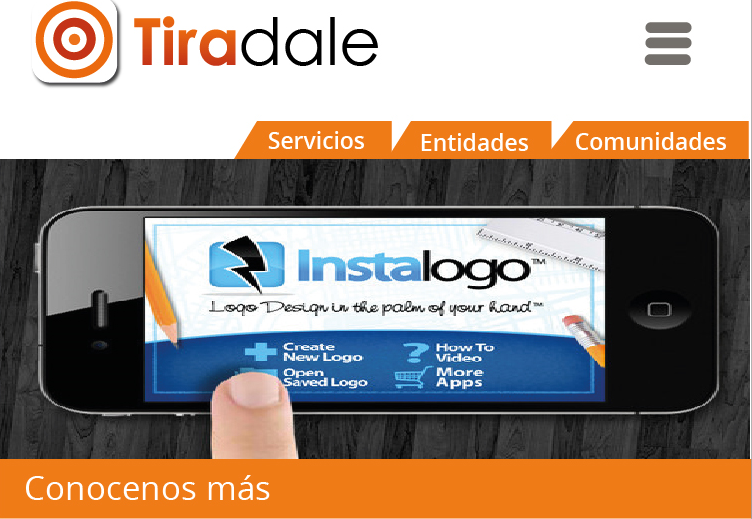 Tiradale
Servicios
Entidades
Comunidades
Instalogo™
Logo Design in the palm of your hand™
Create
New Logo
How To
Video
Open
Saved Logo
More
Apps
Conocenos más